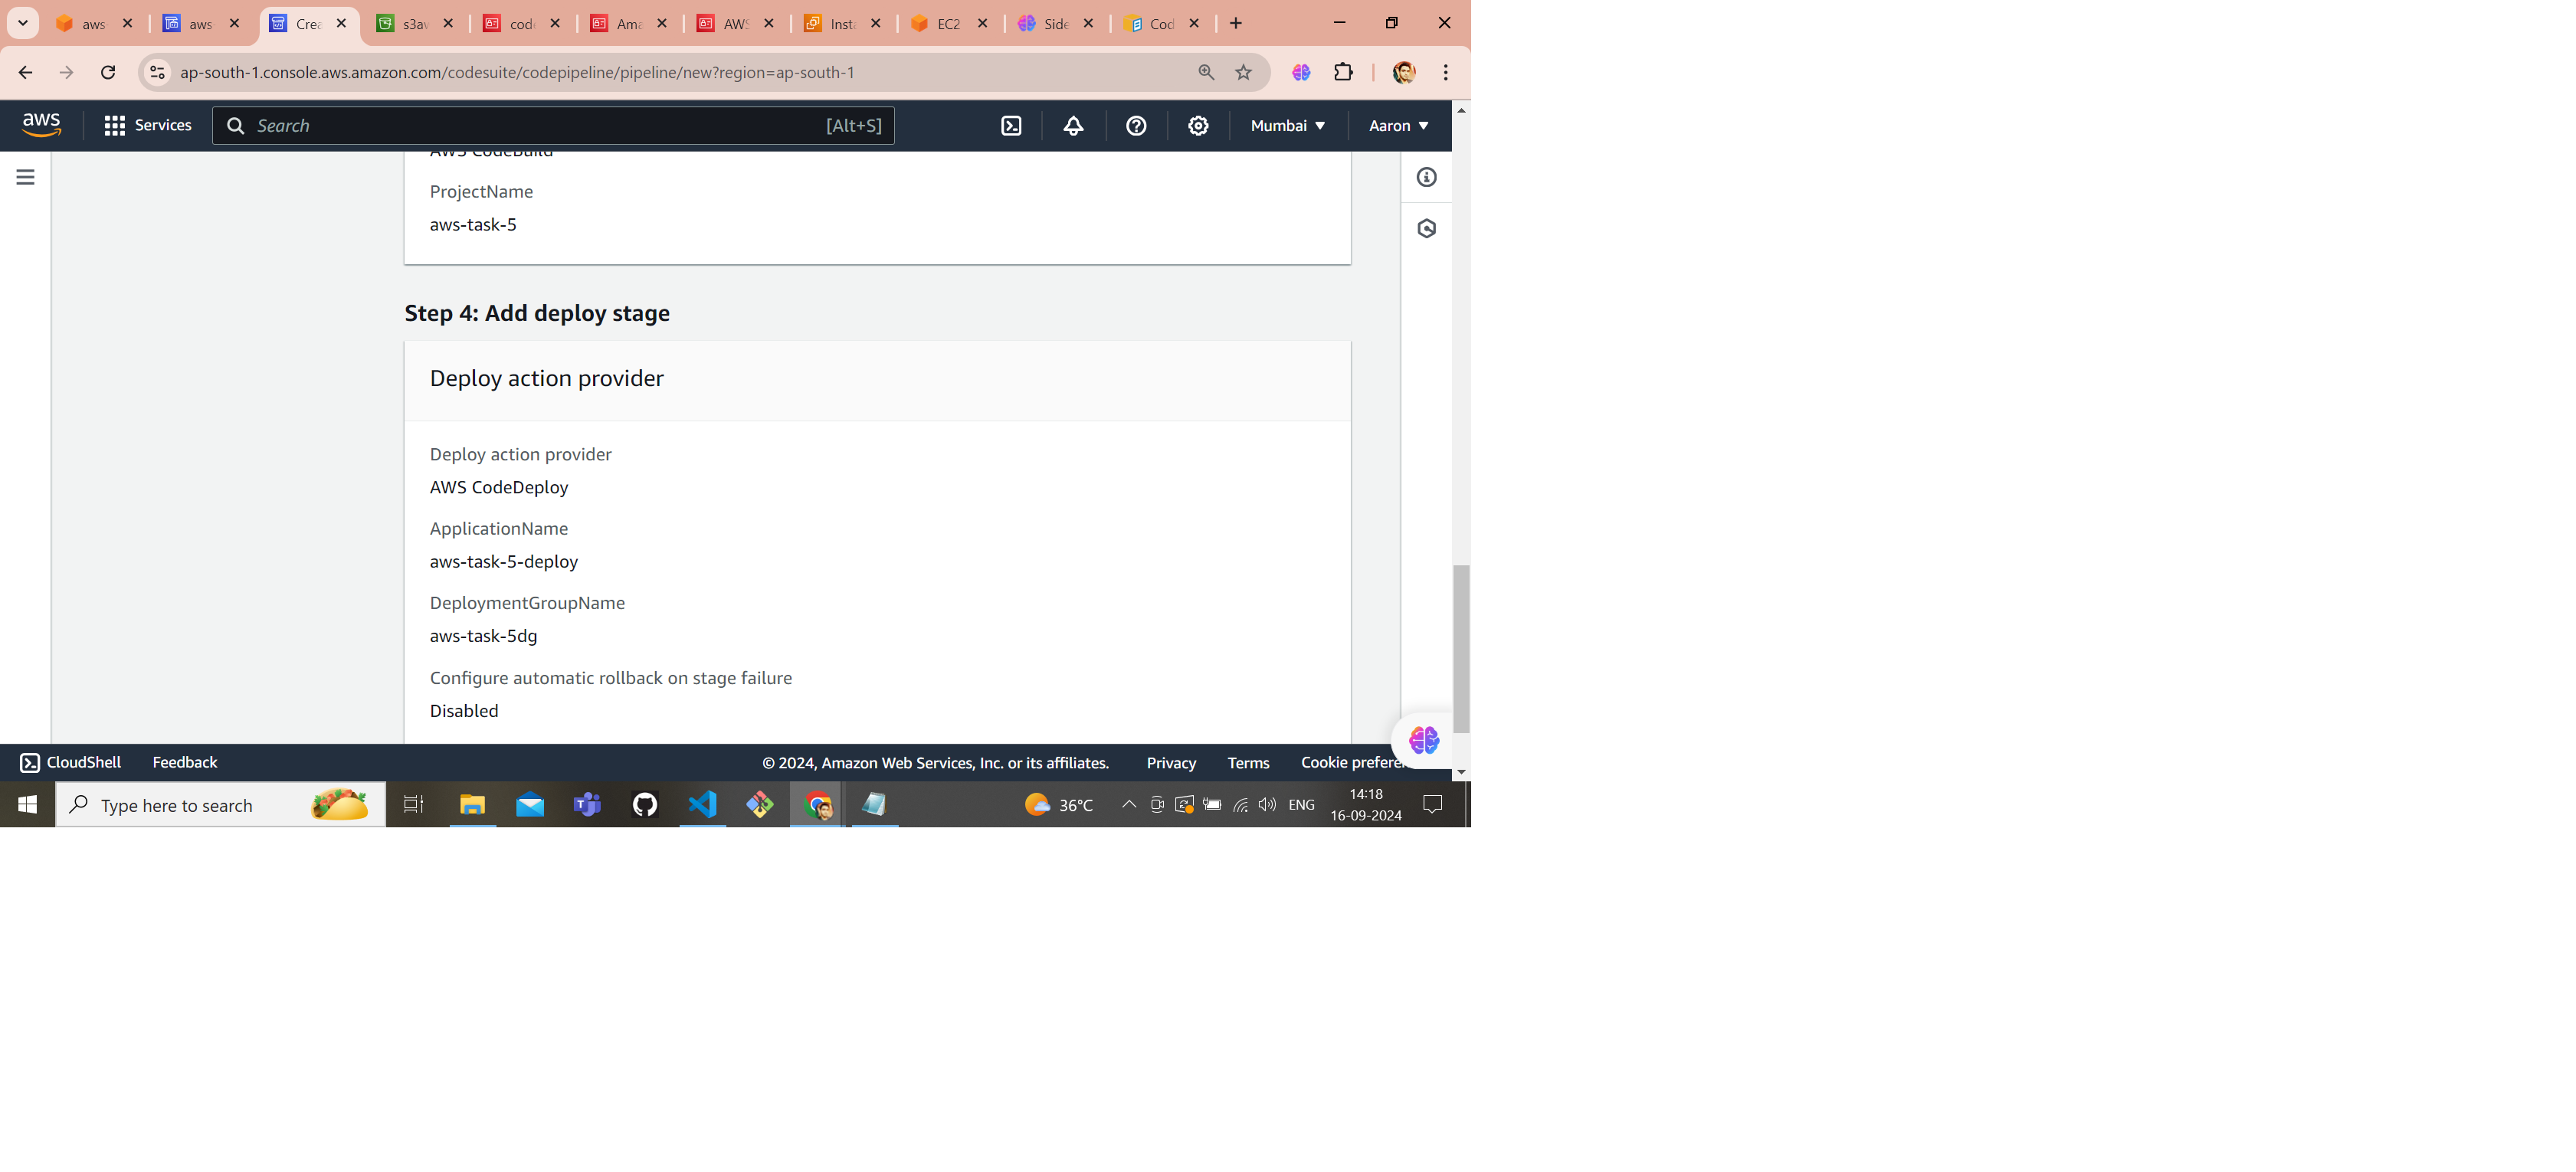 aws
aws
Crea
s3aw
code
Ama
AWS
Insta
EC2
Side
Cod
ap-south-1.console.aws.amazon.com/codesuite/codepipeline/pipeline/new?region=ap-south-1
aws
Services
Search
[Alt+S]
Mumbai
Aaron
AWS CodeBuild
ProjectName
aws-task-5
Step 4: Add deploy stage
Deploy action provider
Deploy action provider
AWS CodeDeploy
ApplicationName
aws-task-5-deploy
DeploymentGroupName
aws-task-5dg
Configure automatic rollback on stage failure
Disabled
CloudShell
Feedback
© 2024, Amazon Web Services, Inc. or its affiliates.
Privacy
Terms
Cookie prefere
Type here to search
36°C
ENG
14:18
16-09-2024